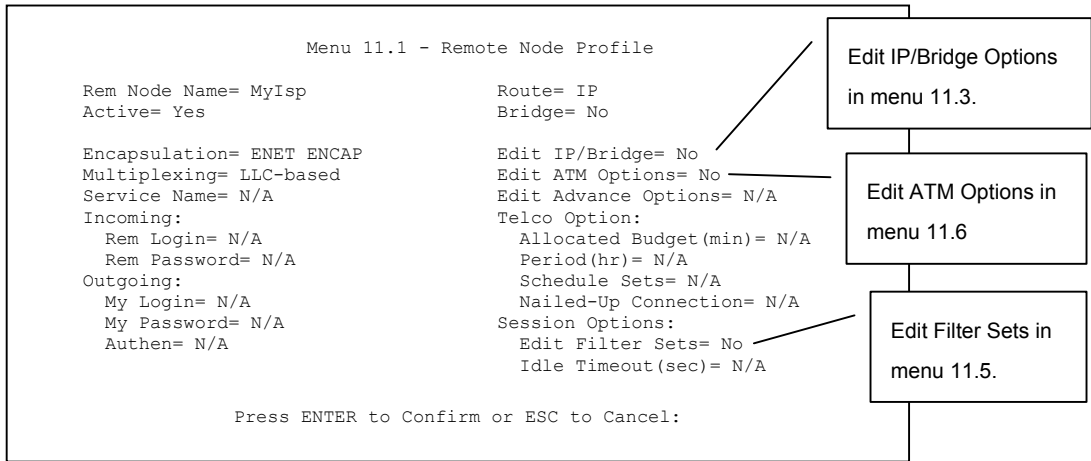 Menu 11.1 - Remote Node Profile
Rem Node Name= MyIsp Route= IP
Active= Yes Bridge= No
Encapsulation= ENET ENCAP Edit IP/Bridge= No
Multiplexing= LLC-based Edit ATM Options= No
Service Name= N/A Edit Advance Options= N/A
Incoming: Telco Option:
Rem Login= N/A Allocated Budget(min)= N/A
Rem Password= N/A Period(hr)= N/A
Outgoing: Schedule Sets= N/A
My Login= N/A Nailed-Up Connection= N/A
My Password= N/A Session Options:
Authen= N/A Edit Filter Sets= No
Idle Timeout(sec)= N/A
Press ENTER to Confirm or ESC to Cancel:
Edit IP/Bridge Options
in menu 11.3.
Edit ATM Options in
menu 11.6
Edit Filter Sets in
menu 11.5.